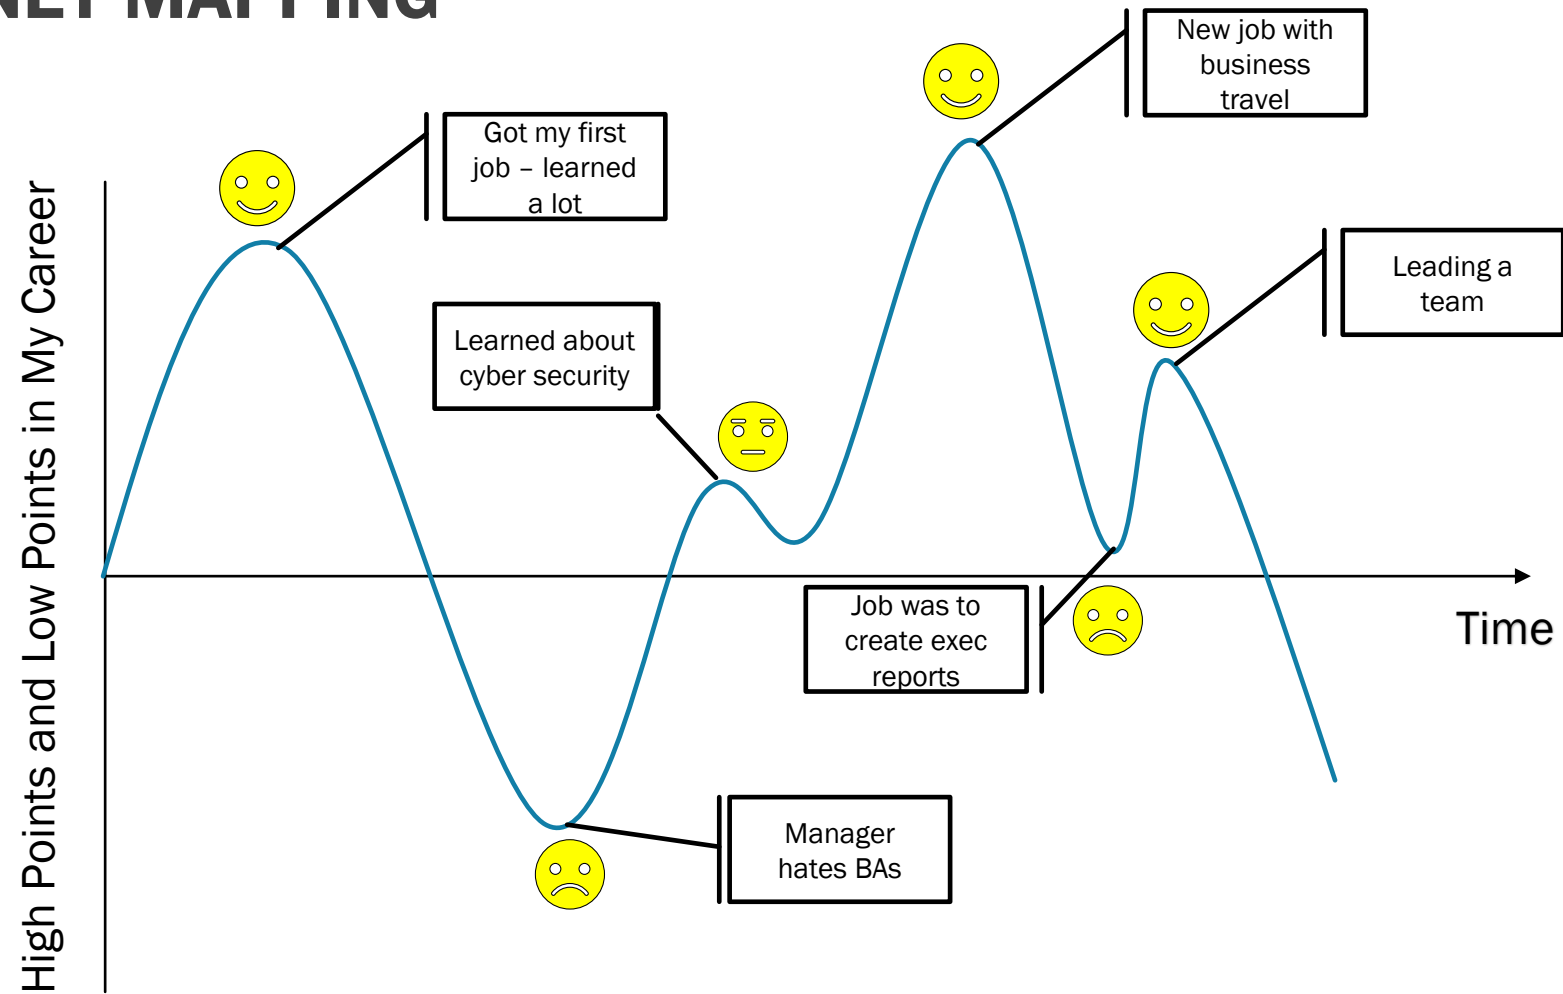 MAPPING
New job with
business
travel
Got my first
job – learned
a lot
Leading a
team
Learned about
cyber security
High Points and Low Points in My Career
Job was to
create exec
reports
Time
Manager
hates BAs